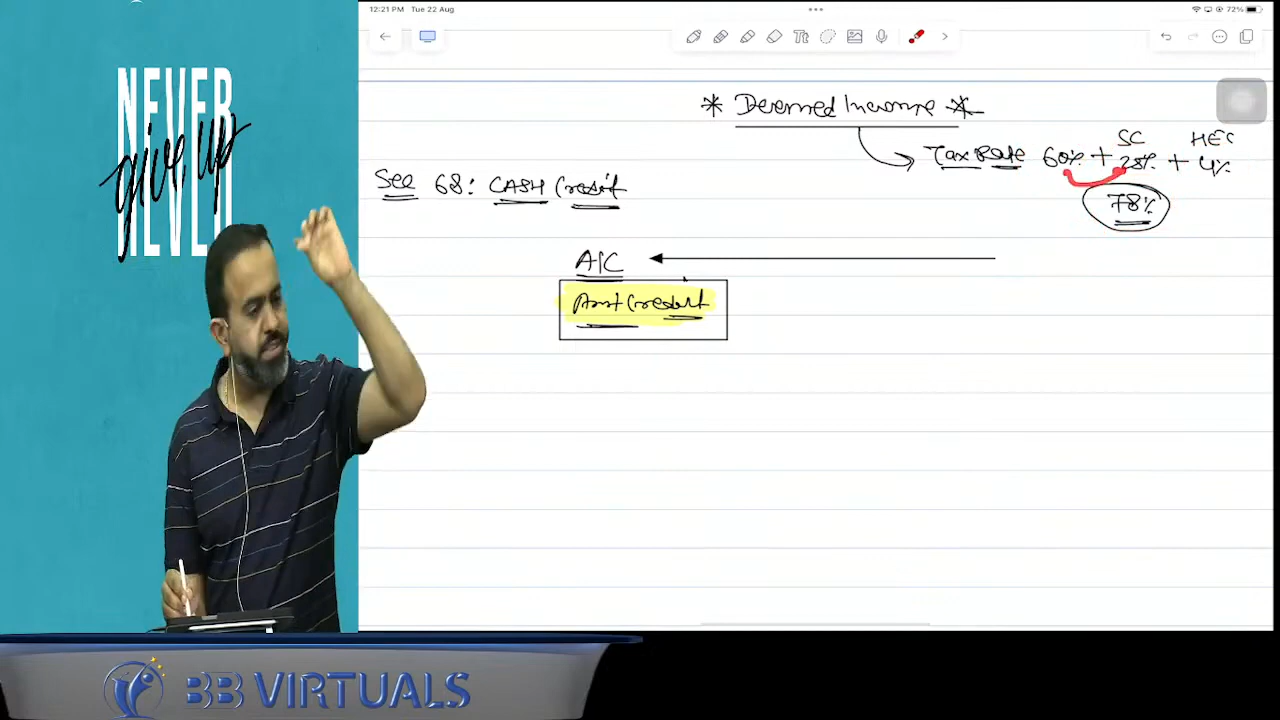 12:21 PM Tue 22 Aug
72%
NEVER
give up
NEVER
* Deemed Income *
SC HEC
Tax Rate 60% + 25% + 4%
78%
Sec 68: CASH Credit
A/C
Amt Credit
BB VIRTUALS